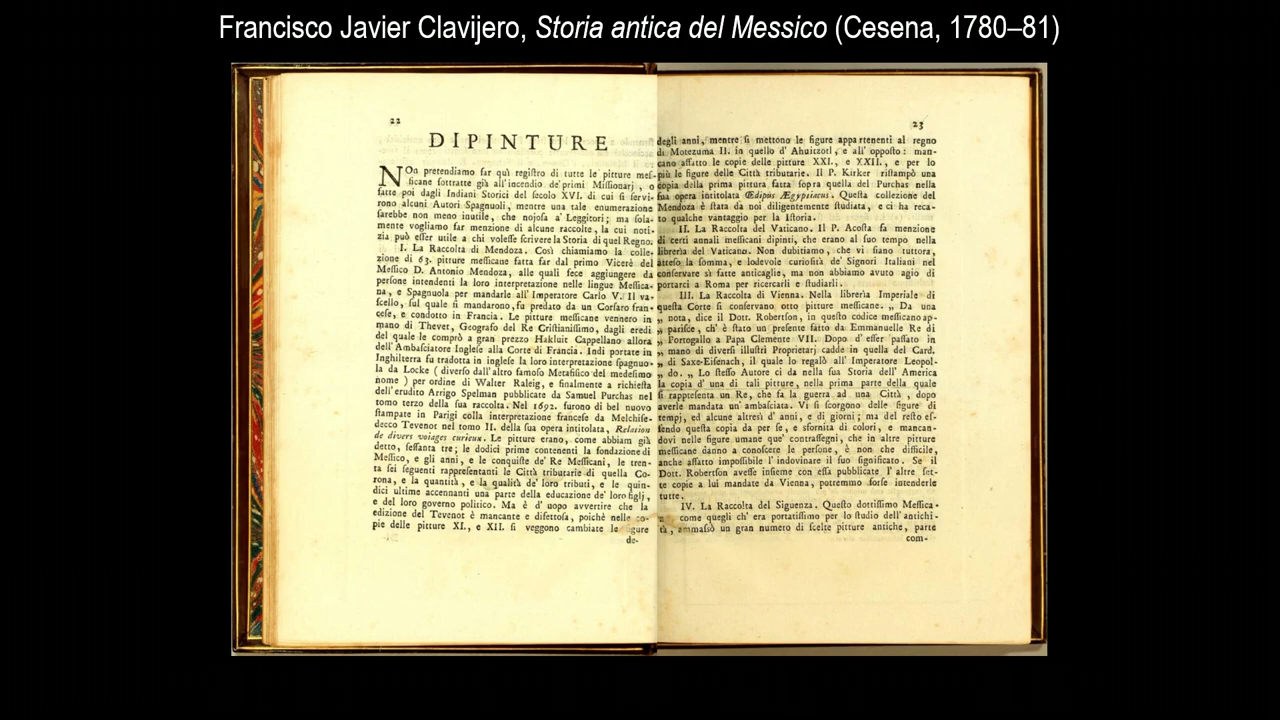 Francisco Javier Clavijero, Storia antica del Messico (Cesena, 1780–81)
22
DIPINTURE
NOn pretendiamo far quì registro di tutte le pitture mes-
sicane sottratte già all'incendio de' primi Missionarj, o
fatte poi dagli Indiani Storici del secolo XVI. di cui si servi-
rono alcuni Autori Spagnuoli, mentre una tale enumerazione
sarebbe non meno inutile, che nojosa a' Leggitori; ma sola-
mente vogliamo far menzione di alcune raccolte, la cui noti-
zia può esser utile a chi volesse scrivere la Storia di quel Regno.
I. La Raccolta di Mendoza. Così chiamiamo la colle-
zione di 63. pitture messicane fatta far dal primo Vicerè del
Messico D. Antonio Mendoza, alle quali fece aggiungere da
persone intendenti la loro interpretazione nelle lingue Messica-
na, e Spagnuola per mandarle all' Imperatore Carlo V. Il va-
scello, sul quale si mandarono, fu predato da un Corsaro fran-
cese, e condotto in Francia. Le pitture messicane vennero in
mano di Thevet, Geografo del Re Cristianissimo, dagli eredi
del quale le comprò a gran prezzo Hakluit Cappellano allora
dell' Ambasciatore Inglese alla Corte di Francia. Indi portate in
Inghilterra fu tradotta in inglese la loro interpretazione spagnuo-
la da Locke ( diverso dall'altro famoso Metafisico del medesimo
nome ) per ordine di Walter Raleig, e finalmente a richiesta
dell' erudito Arrigo Spelman pubblicate da Samuel Purchas nel
tomo terzo della sua raccolta. Nel 1692. furono di bel nuovo
stampate in Parigi colla interpretazione francese da Melchise-
decco Tevenot nel tomo II. della sua opera intitolata, Relation
de divers voiages curieux. Le pitture erano, come abbiam già
detto, sessanta tre; le dodici prime contenenti la fondazione di
Messico, e gli anni, e le conquiste de' Re Messicani, le tren-
ta sei seguenti rappresentanti le Città tributarie di quella Co-
rona, e la quantità, e la qualità de' loro tributi, e le quin-
dici ultime accennanti una parte della educazione de' loro figlj,
e del loro governo politico. Ma è d' uopo avvertire che la
edizione del Tevenot è mancante e difettosa, poichè nelle co-
pie delle pitture XI., e XII. si veggono cambiate le figure
de-
23
degli anni, mentre si mettono le figure appartenenti al regno
di Motezuma II. in quello d' Ahuitzotl, e all' opposto: man-
cano affatto le copie delle pitture XXI., e XXII., e per lo
più le figure delle Città tributarie. Il P. Kirker ristampò una
copia della prima pittura fatta sopra quella del Purchas nella
sua opera intitolata Œdipus Ægyptiacus. Questa collezione del
Mendoza è stata da noi diligentemente studiata, e ci ha reca-
to qualche vantaggio per la Istoria.
II. La Raccolta del Vaticano. Il P. Acosta fa menzione
di certi annali messicani dipinti, che erano al suo tempo nella
libreria del Vaticano. Non dubitiamo, che vi siano tuttora,
atteso la somma, e lodevole curiosità de' Signori Italiani nel
conservare sì fatte anticaglie, ma non abbiamo avuto agio di
portarci a Roma per ricercarli e studiarli.
III. La Raccolta di Vienna. Nella libreria Imperiale di
questa Corte si conservano otto pitture messicane. „ Da una
„ nota, dice il Dott. Robertson, in questo codice messicano ap-
„ parisce, ch' è stato un presente fatto da Emmanuelle Re di
„ Portogallo a Papa Clemente VII. Dopo d' esser passato in
„ mano di diversi illustri Proprietarj cadde in quella del Card.
„ di Saxe-Eisenach, il quale lo regalò all' Imperatore Leopol-
„ do. „ Lo stesso Autore ci da nella sua Storia dell' America
la copia d' una di tali pitture, nella prima parte della quale
si rappresenta un Re, che fa la guerra ad una Città, dopo
averle mandata un' ambasciata. Vi si scorgono delle figure di
tempj, ed alcune altresì d' anni, e di giorni; ma del resto es-
sendo questa copia da per se, e sfornita di colori, e mancan-
dovi nelle figure umane que' contrassegni, che in altre pitture
messicane danno a conoscere le persone, è non che difficile,
anche affatto impossibile l' indovinare il suo significato. Se il
Dott. Robertson avesse insieme con essa pubblicate l' altre set-
te copie a lui mandate da Vienna, potremmo forse intenderle
tutte.
IV. La Raccolta del Siguenza. Questo dottissimo Messica-
come quegli ch' era portatissimo per lo studio dell' antichi-
tà, ammassò un gran numero di scelte pitture antiche, parte
com-